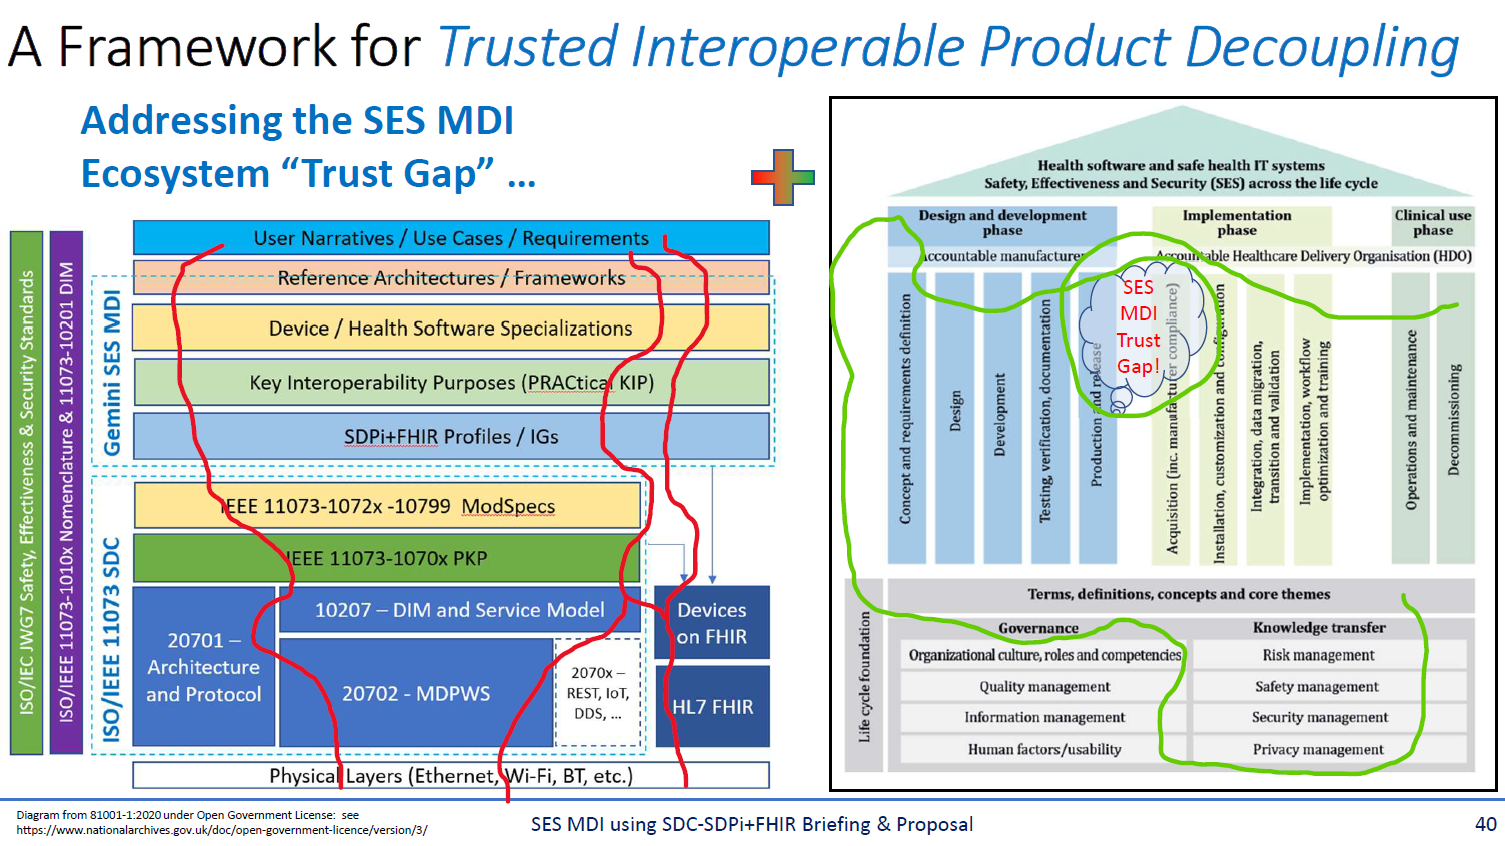 A Framework for Trusted Interoperable Product Decoupling
Addressing the SES MDI
Ecosystem “Trust Gap” ...
ISO/IEC JWG7 Safety, Effectiveness & Security Standards
ISO/IEEE 11073-1010x Nomenclature & 11073-10201 DIM
Gemini SES MDI
ISO/IEEE 11073 SDC
User Narratives / Use Cases / Requirements
Reference Architectures / Frameworks
Device / Health Software Specializations
Key Interoperability Purposes (PRACtical KIP)
SDPi+FHIR Profiles / IGs
IEEE 11073-1072x -10799 ModSpecs
IEEE 11073-1070x PKP
20701 –
Architecture
and Protocol
10207 – DIM and Service Model
20702 - MDPWS
2070x –
REST, IoT,
DDS, ...
Devices
on FHIR
HL7 FHIR
Physical Layers (Ethernet, Wi-Fi, BT, etc.)
Health software and safe health IT systems
Safety, Effectiveness and Security (SES) across the life cycle
Design and development
phase
Implementation
phase
Clinical use
phase
Accountable manufacturer
Accountable Healthcare Delivery Organisation (HDO)
Concept and requirements definition
Design
Development
Testing, verification, documentation
Production and release
SES
MDI
Trust
Gap!
Acquisition (inc. manufacturer compliance)
Installation, customization and configuration
Integration, data migration,
transition and validation
Implementation, workflow
optimization and training
Operations and maintenance
Decommissioning
Life cycle foundation
Terms, definitions, concepts and core themes
Governance
Organizational culture, roles and competencies
Quality management
Information management
Human factors/usability
Knowledge transfer
Risk management
Safety management
Security management
Privacy management
Diagram from 81001-1:2020 under Open Government License: see
https://www.nationalarchives.gov.uk/doc/open-government-licence/version/3/
SES MDI using SDC-SDPi+FHIR Briefing & Proposal
40